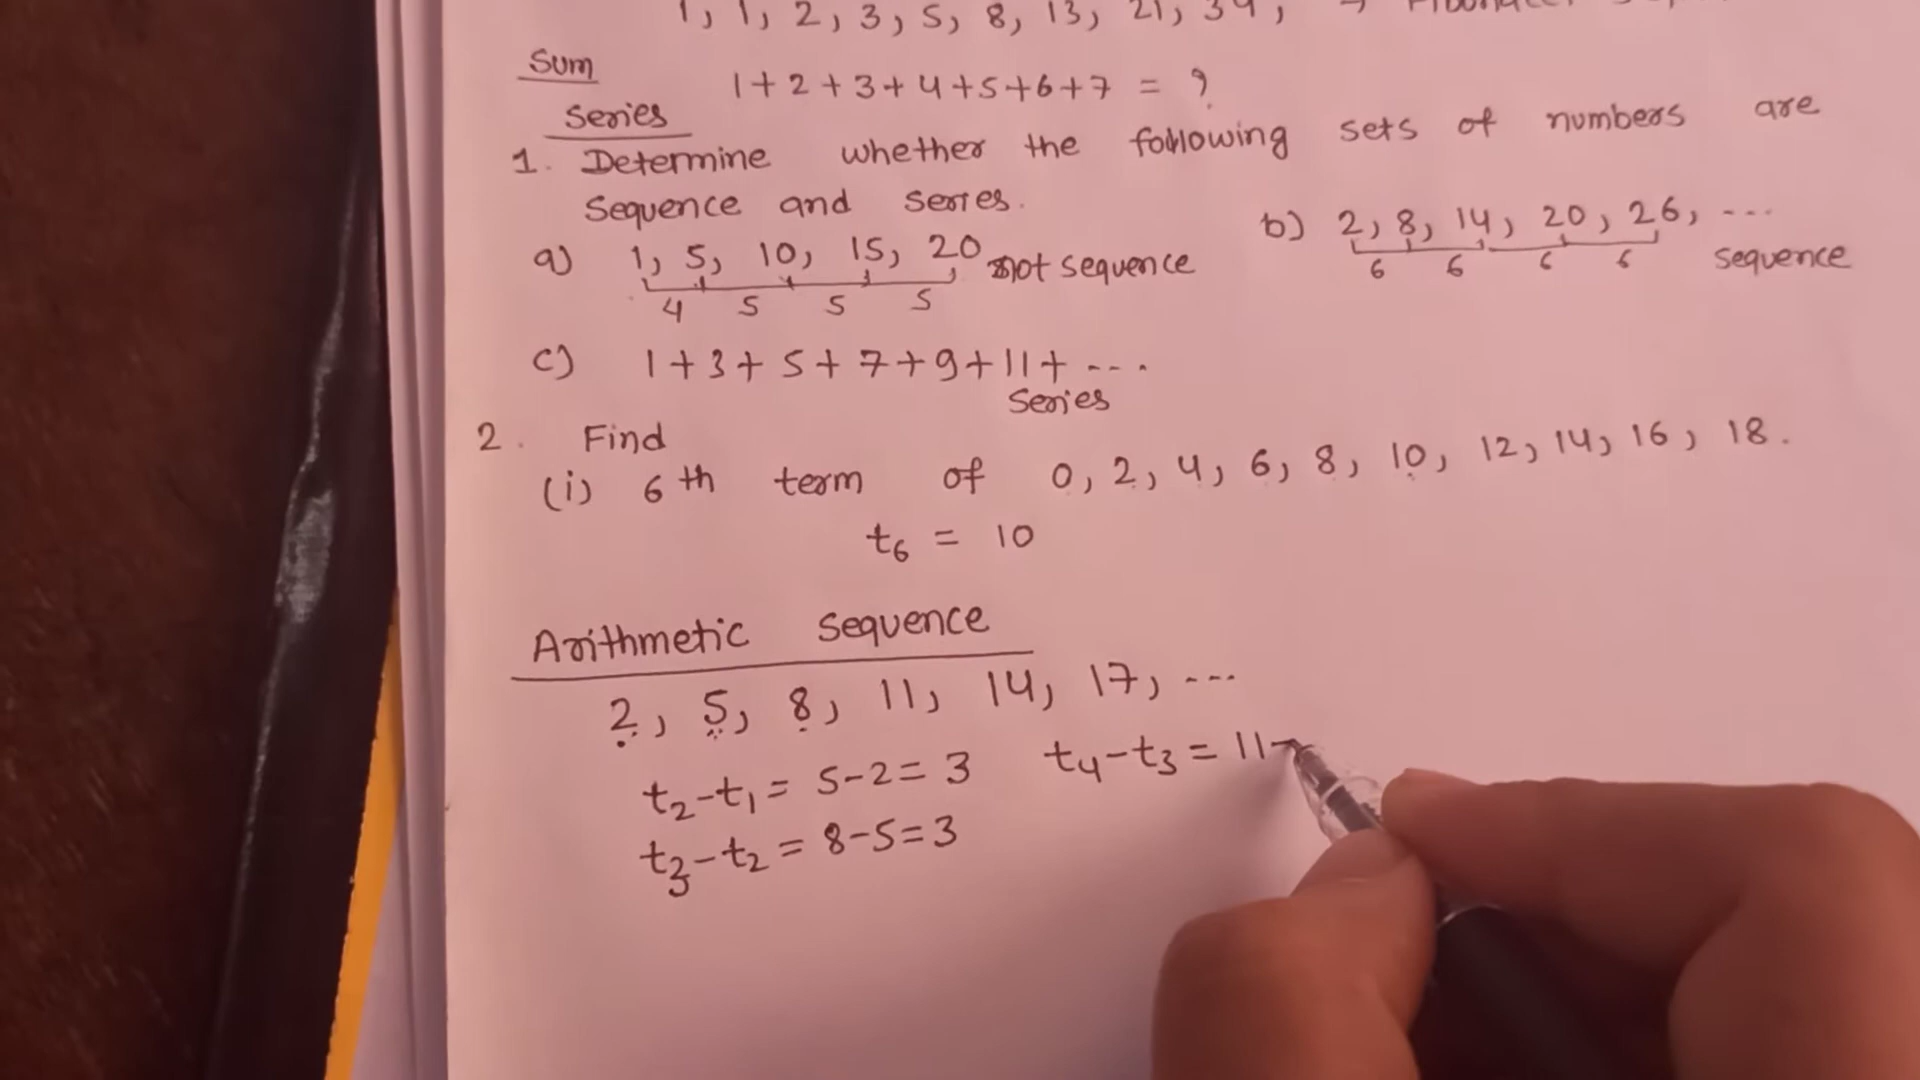 1, 1, 2, 3, 5, 8, 13, 21, 34, →
Sum
1+2+3+4+5+6+7 = ?
Series
1. Determine whether the following sets of numbers are
Sequence and series.
a) 1, 5, 10, 15, 20 not sequence
4 5 5 5
b) 2, 8, 14, 20, 26, ---
6 6 6 6 sequence
c) 1+3+5+7+9+11+ ----
Series
2. Find
(i) 6th term of 0, 2, 4, 6, 8, 10, 12, 14, 16, 18.
t6 = 10
Arithmetic sequence
2, 5, 8, 11, 14, 17, ---
t2-t1 = 5-2= 3
t3-t2 = 8-5=3
t4-t3 = 11-